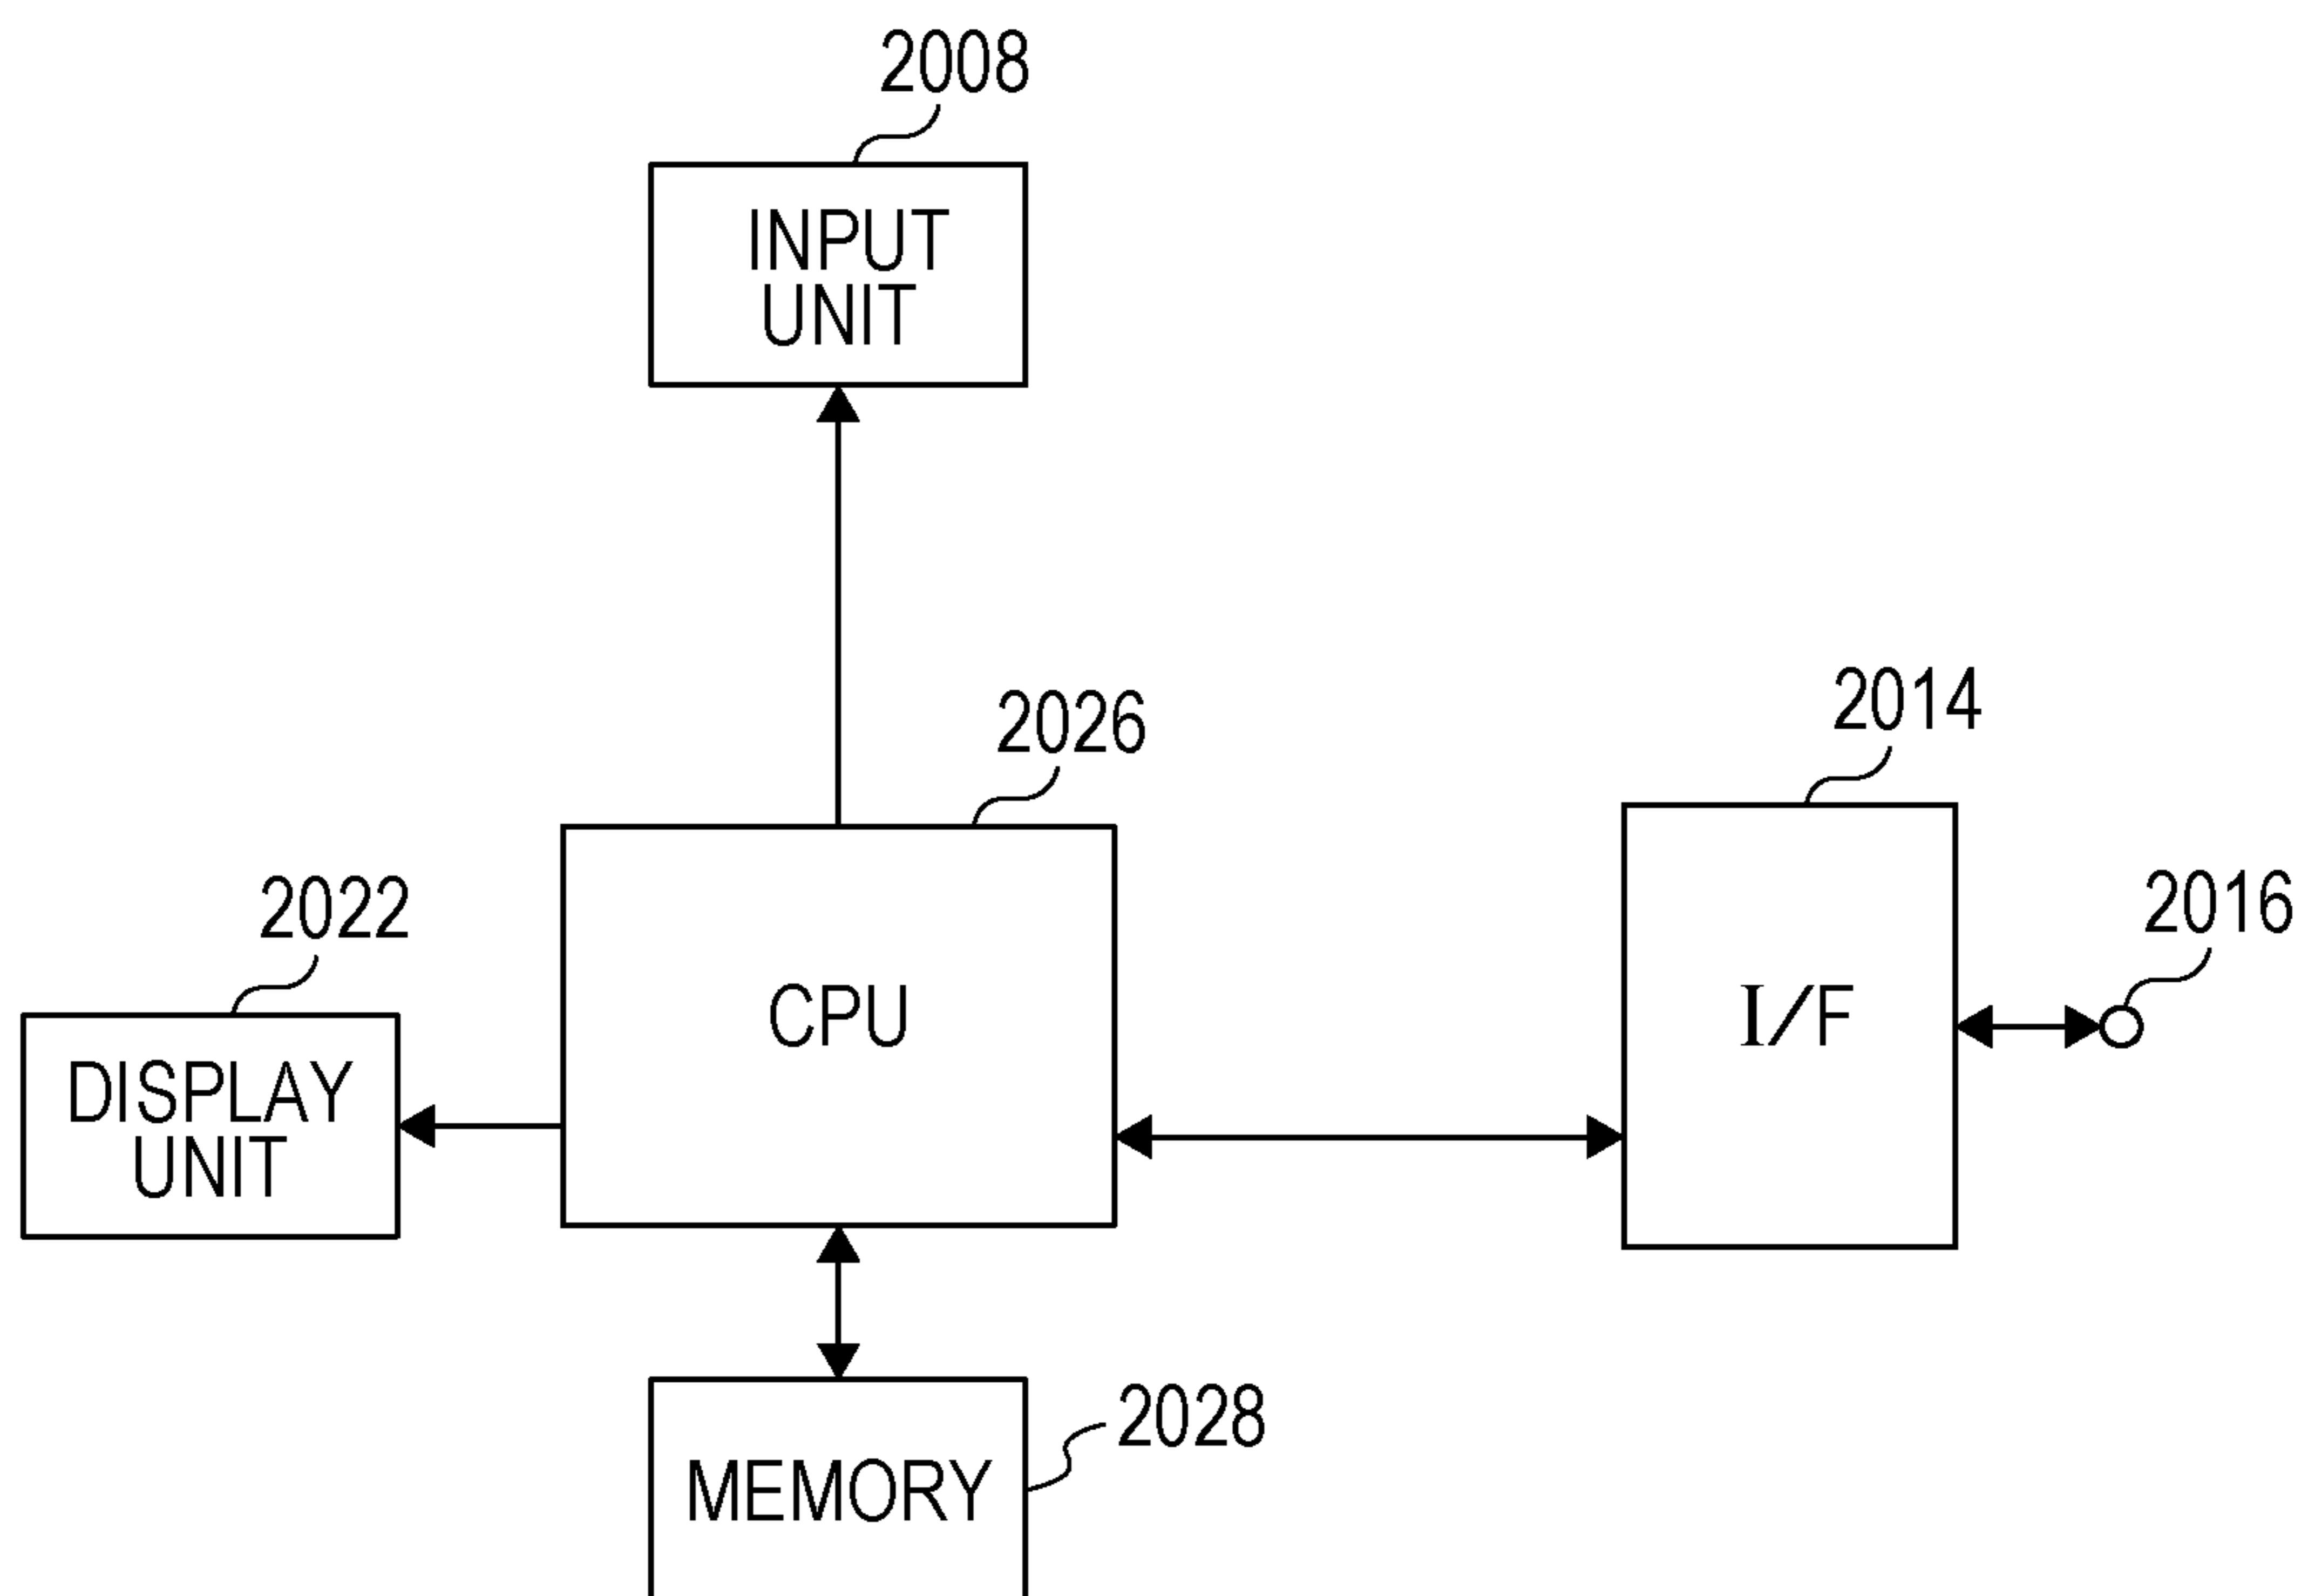 2008
INPUT
UNIT
2026
2014
2022
2016
CPU
I/F
DISPLAY
UNIT
2028
MEMORY